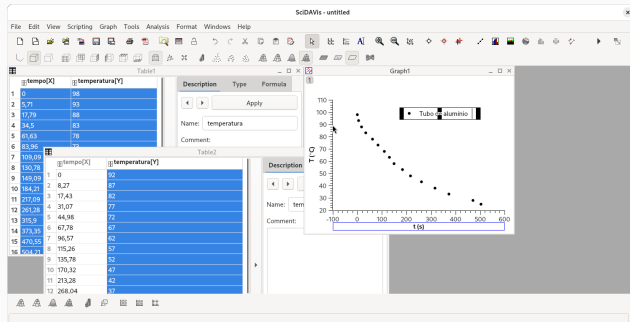 SciDAVis - untitled
File Edit View Scripting Graph Tools Analysis Format Windows Help
Table1
tempo[X] temperatura[Y]
1 0 98
2 5,71 93
3 17,79 88
4 34,5 83
5 61,63 78
6 83,96 73
7 109,09
8 130,78
9 149,09
10 184,21
11 217,09
12 261,28
13 315,9
14 373,35
15 470,55
16 504,21
Description Type Formula
Apply
Name: temperatura
Comment:
Table2
tempo[X] temperatura[Y]
1 0 92
2 8,27 87
3 17,43 82
4 31,07 77
5 44,98 72
6 67,78 67
7 96,57 62
8 115,26 57
9 135,78 52
10 170,32 47
11 213,28 42
12 268,04 37
Description
Name: tem
Comment:
Graph1
1
Tubo de alumínio
T (°C)
110
100
90
80
70
60
50
40
30
20
-100 0 100 200 300 400 500 600
t (s)